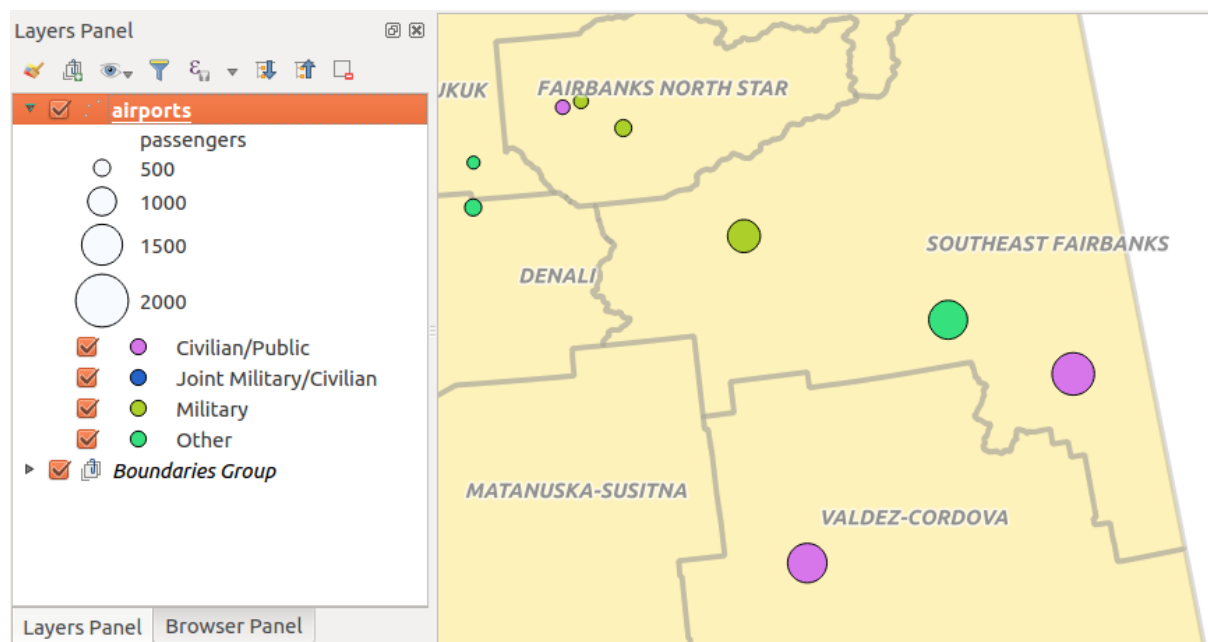 Layers Panel
airports
passengers
500
1000
1500
2000
Civilian/Public
Joint Military/Civilian
Military
Other
Boundaries Group
Layers Panel
Browser Panel
UKUK
FAIRBANKS NORTH STAR
SOUTHEAST FAIRBANKS
DENALI
MATANUSKA-SUSITNA
VALDEZ-CORDOVA